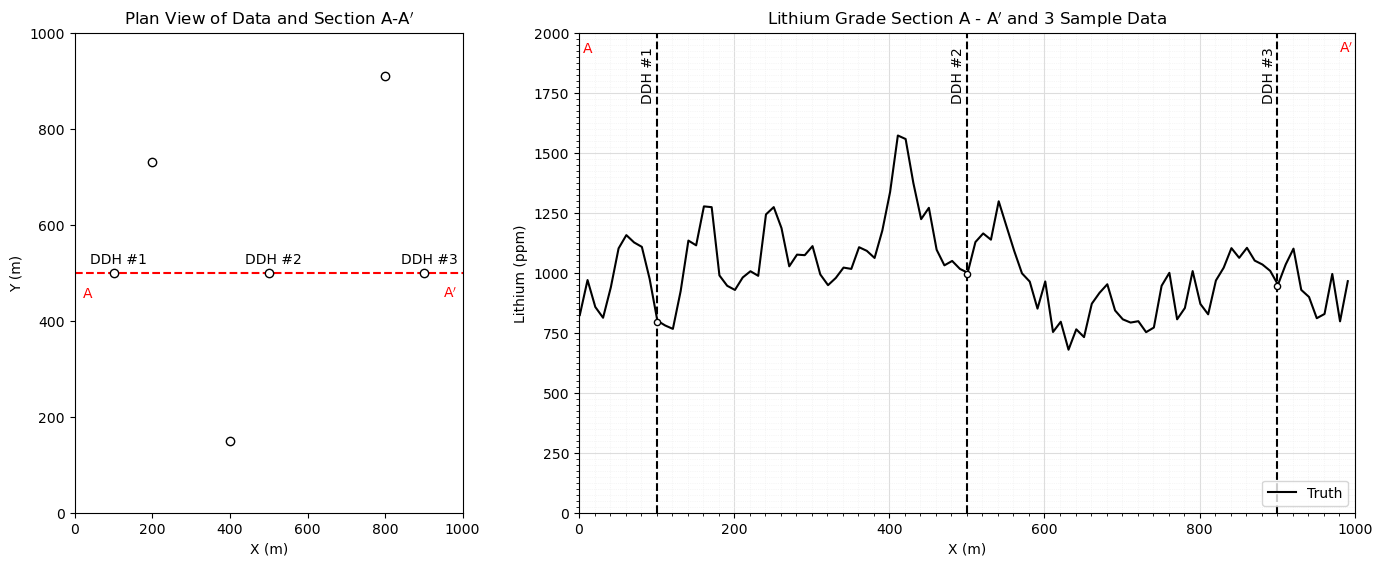 Plan View of Data and Section A-A′
1000
800
600
400
200
0
Y (m)
DDH #1
DDH #2
DDH #3
A
A′
0
200
400
600
800
1000
X (m)
Lithium Grade Section A - A′ and 3 Sample Data
2000
1750
1500
1250
1000
750
500
250
0
Lithium (ppm)
A
DDH #1
DDH #2
DDH #3
A′
Truth
0
200
400
600
800
1000
X (m)